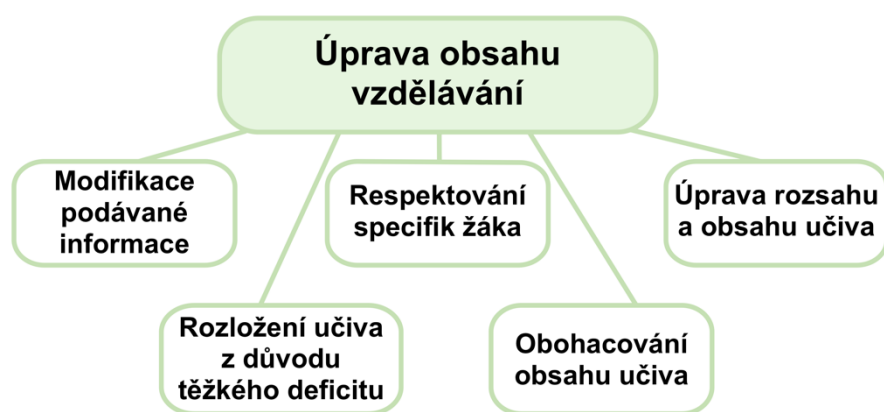 Úprava obsahu
vzdělávání
Modifikace
podávané
informace
Respektování
specifik žáka
Úprava rozsahu
a obsahu učiva
Rozložení učiva
z důvodu
těžkého deficitu
Obohacování
obsahu učiva